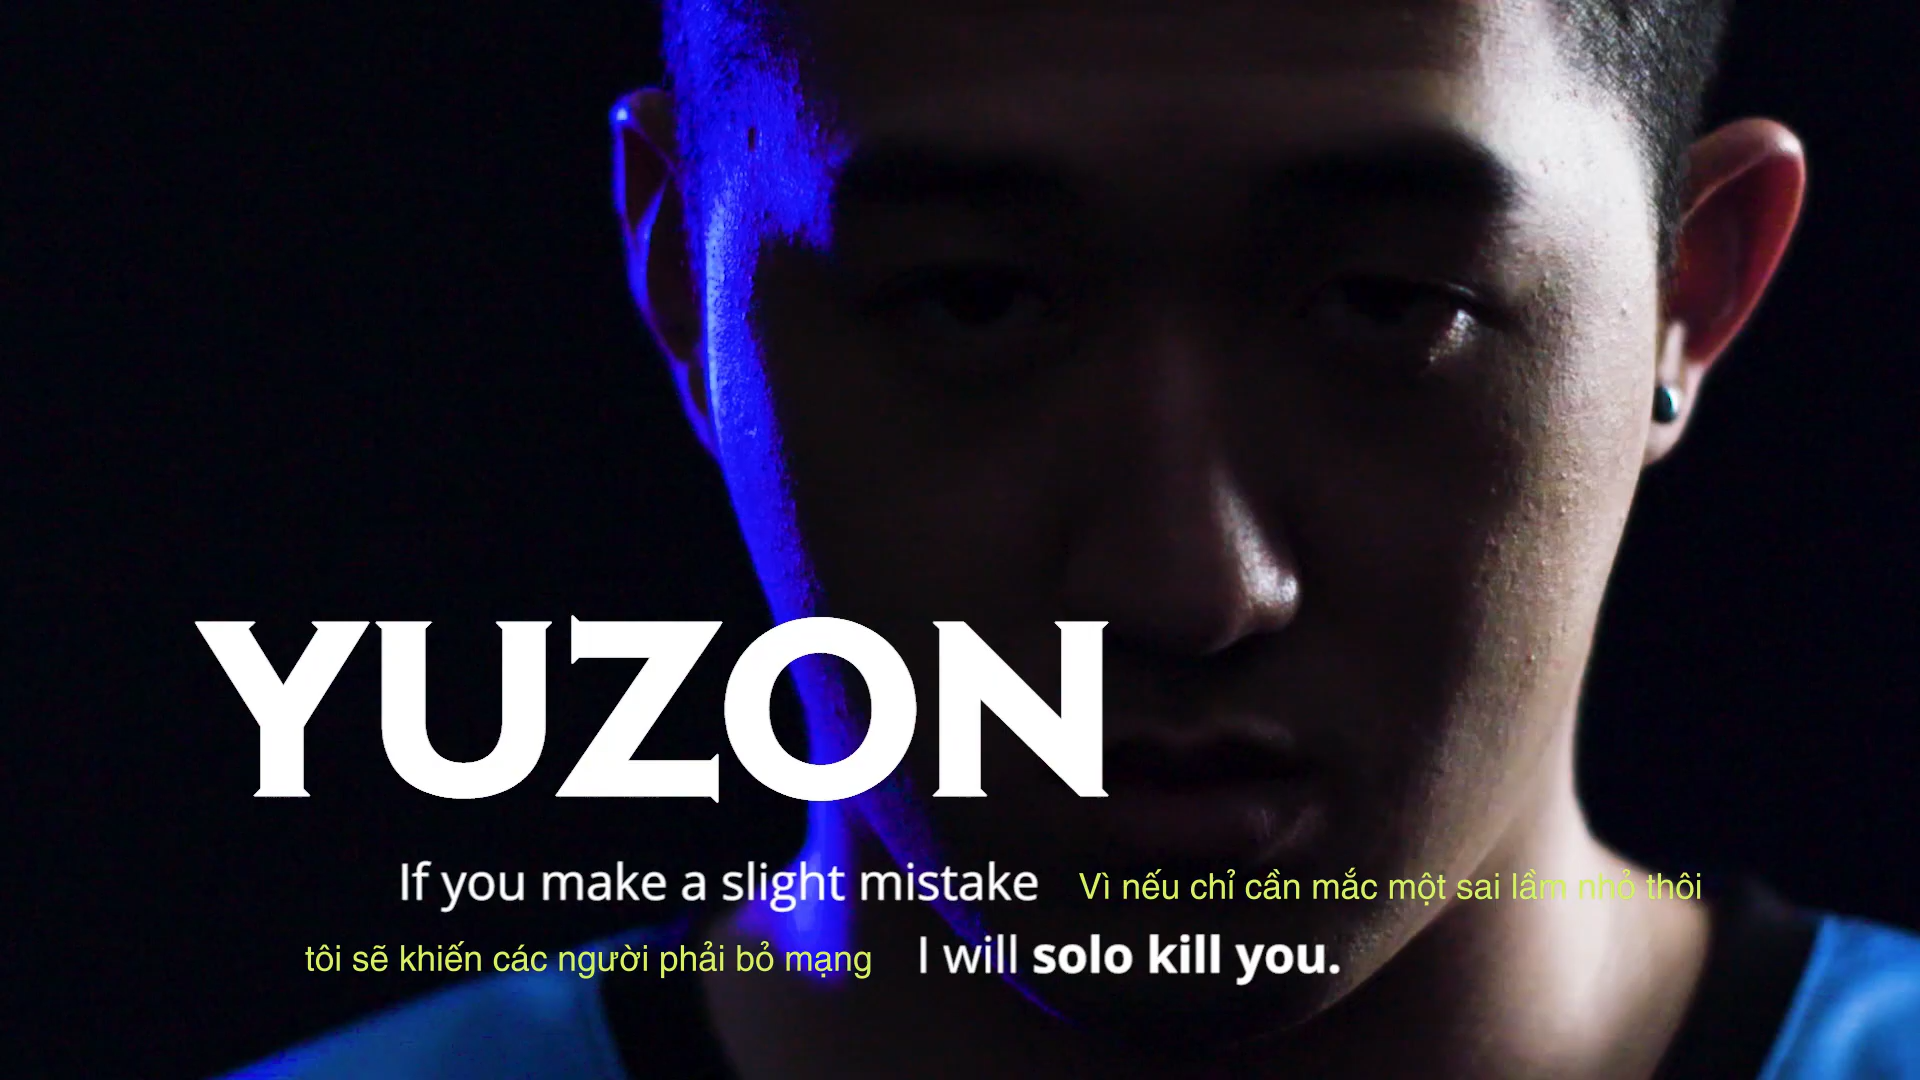 YUZON
If you make a slight mistake Vì nếu chỉ cần mắc một sai lầm nhỏ thôi
tôi sẽ khiến các người phải bỏ mạng I will solo kill you.